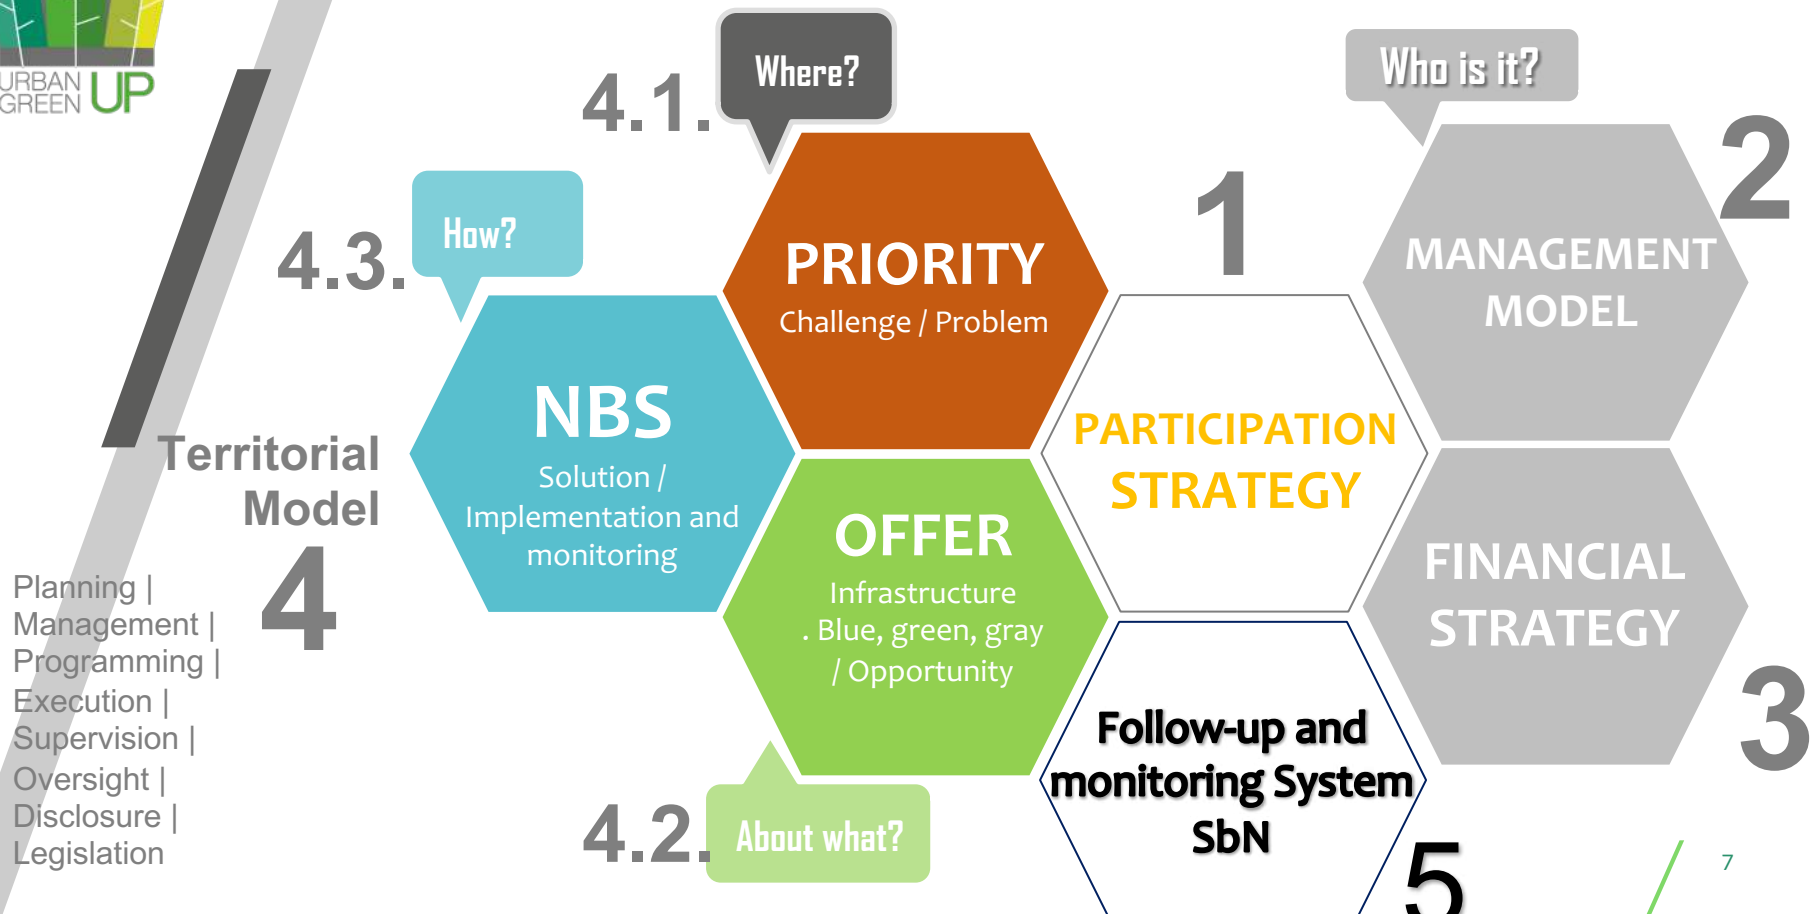 URBAN
GREEN UP
4.1.
Where?
Who is it?
2
1
4.3.
How?
PRIORITY
Challenge / Problem
MANAGEMENT
MODEL
NBS
Solution /
Implementation and
monitoring
PARTICIPATION
STRATEGY
Territorial
Model
4
OFFER
Infrastructure
. Blue, green, gray
/ Opportunity
FINANCIAL
STRATEGY
3
Planning |
Management |
Programming |
Execution |
Supervision |
Oversight |
Disclosure |
Legislation
4.2.
About what?
Follow-up and
monitoring System
SbN
5
7